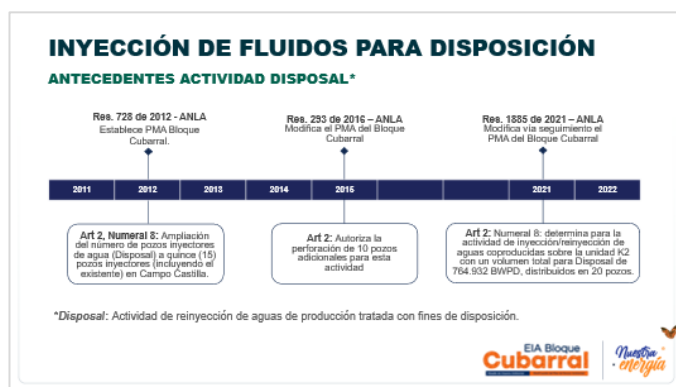 INYECCIÓN DE FLUIDOS PARA DISPOSICIÓN
ANTECEDENTES ACTIVIDAD DISPOSAL*
Res. 728 de 2012 - ANLA
Establece PMA Bloque
Cubarral.
Res. 293 de 2016 – ANLA
Modifica el PMA del Bloque
Cubarral
Res. 1885 de 2021 – ANLA
Modifica vía seguimiento el
PMA del Bloque Cubarral
2011 2012 2013 2014 2015 2021 2022
Art 2, Numeral 8: Ampliación
del número de pozos inyectores
de agua (Disposal) a quince (15)
pozos inyectores (incluyendo el
existente) en Campo Castilla.
Art 2: Autoriza la
perforación de 10 pozos
adicionales para esta
actividad
Art 2: Numeral 8: determina para la
actividad de inyección/reinyección de
aguas coproducidas sobre la unidad K2
con un volumen total para Disposal de
764.932 BWPD, distribuidos en 20 pozos.
*Disposal: Actividad de reinyección de aguas de producción tratada con fines de disposición.
EIA Bloque
Cubarral
Nuestra
energía